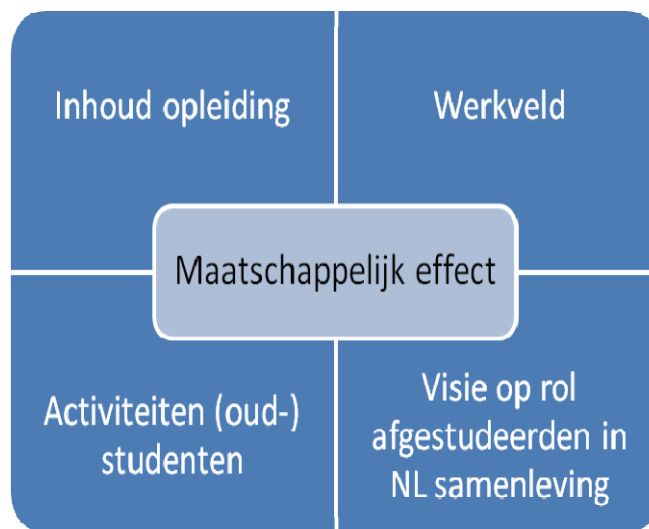 Inhoud opleiding
Werkveld
Maatschappelijk effect
Activiteiten (oud-)
studenten
Visie op rol
afgestudeerden in
NL samenleving